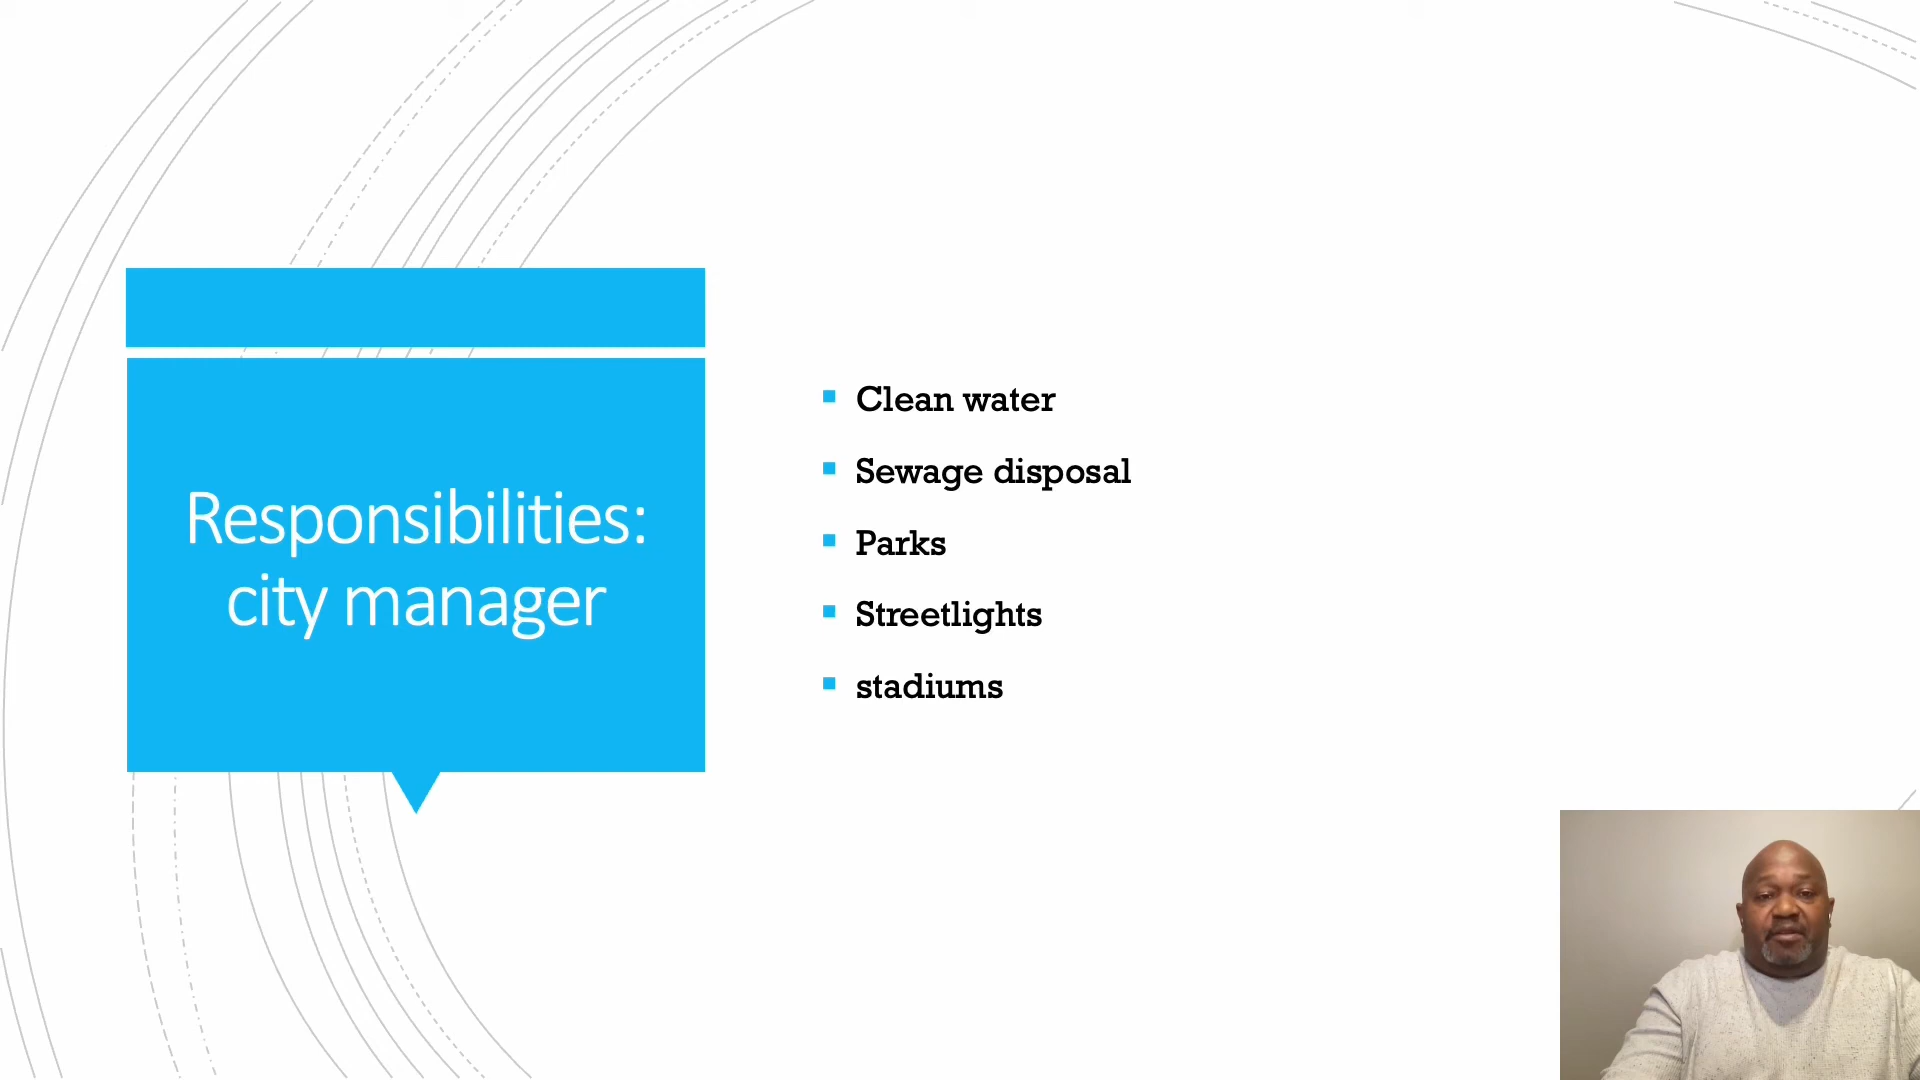 Responsibilities:
city manager
Clean water
Sewage disposal
Parks
Streetlights
stadiums